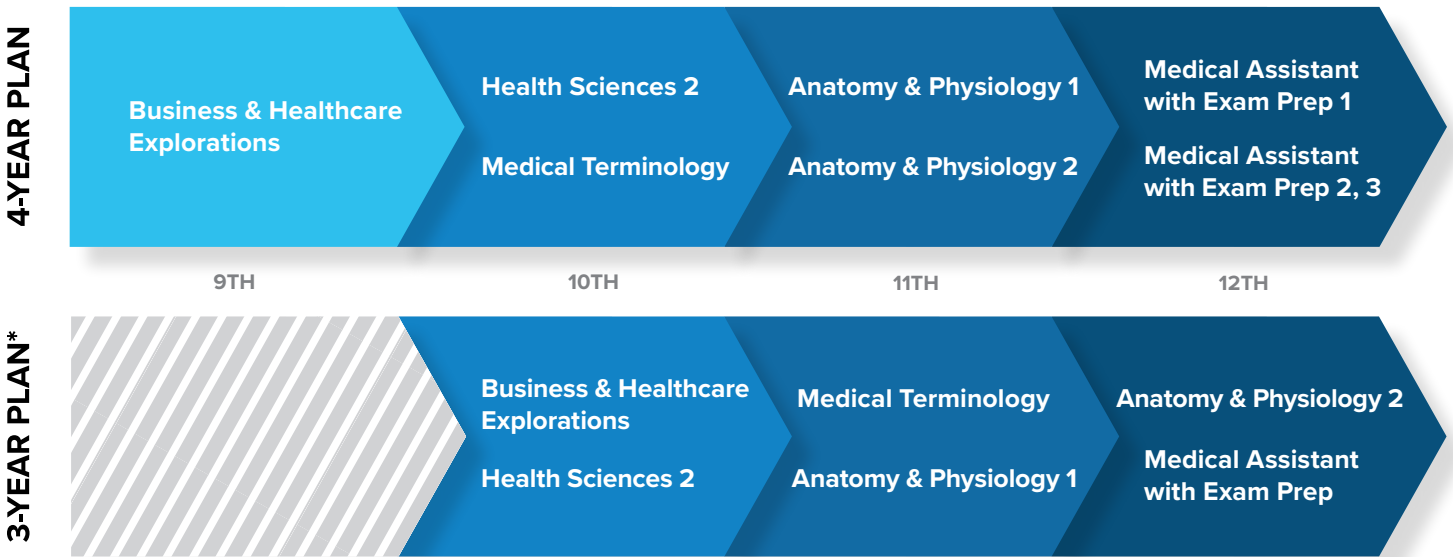 4-YEAR PLAN
Business & Healthcare
Explorations
Health Sciences 2
Medical Terminology
Anatomy & Physiology 1
Anatomy & Physiology 2
Medical Assistant
with Exam Prep 1
Medical Assistant
with Exam Prep 2, 3
9TH
10TH
11TH
12TH
3-YEAR PLAN*
Business & Healthcare
Explorations
Health Sciences 2
Medical Terminology
Anatomy & Physiology 1
Anatomy & Physiology 2
Medical Assistant
with Exam Prep